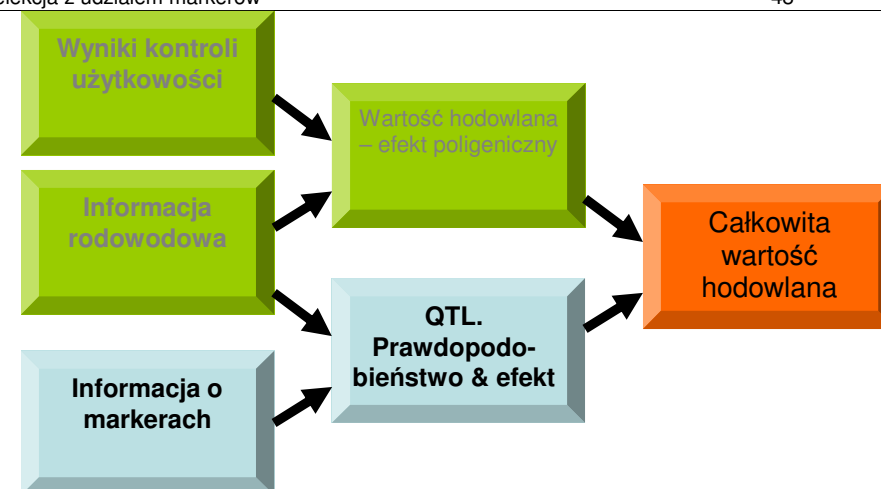 Wyniki kontroli
użytkowości
Wartość hodowlana
– efekt poligeniczny
Informacja
rodowodowa
Całkowita
wartość
hodowlana
QTL.
Prawdopodo-
bieństwo & efekt
Informacja o
markerach